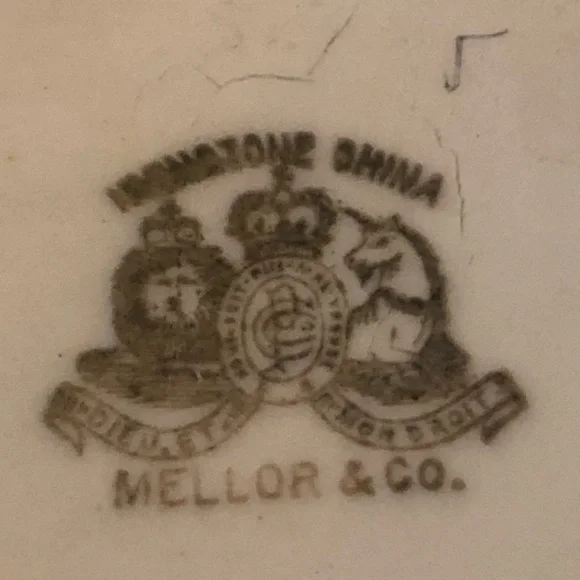 IRONSTONE CHINA
DIEU ET MON DROIT
MELLOR & CO.